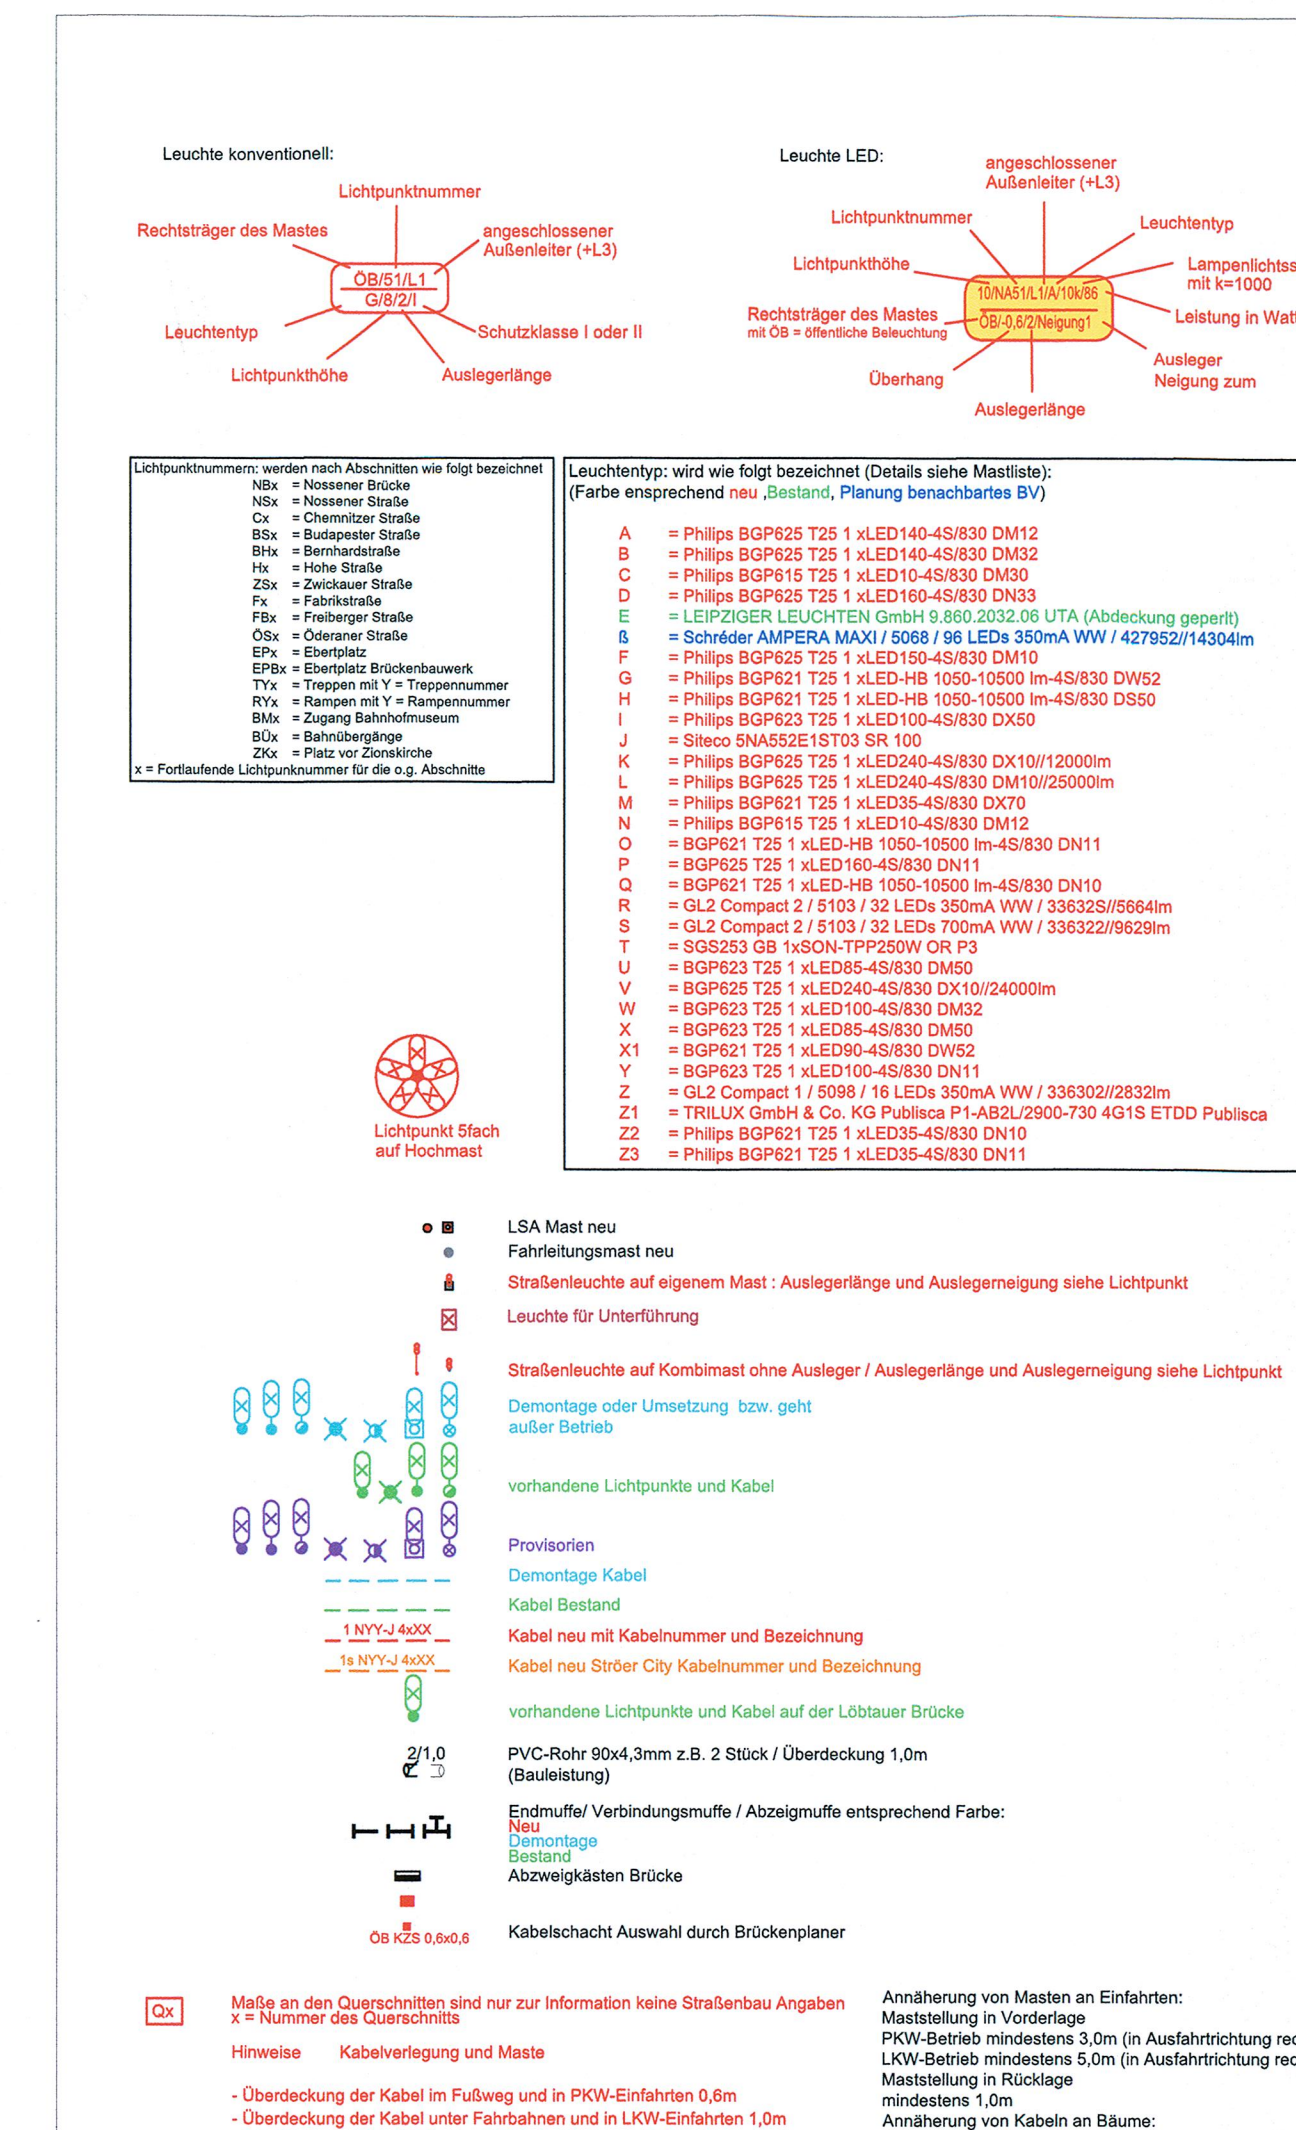 Leuchte konventionell:
Lichtpunktnummer
Rechtsträger des Mastes
angeschlossener
Außenleiter (+L3)
ÖB/51/L1
G/8/2/I
Leuchtentyp
Schutzklasse I oder II
Lichtpunkthöhe
Auslegerlänge
Leuchte LED:
angeschlossener
Außenleiter (+L3)
Lichtpunktnummer
Leuchtentyp
Lichtpunkthöhe
Lampenlichtss
mit k=1000
10/NA51/L1/A/10k/86
ÖB/-0,6/2/Neigung1
Rechtsträger des Mastes
mit ÖB = öffentliche Beleuchtung
Leistung in Watt
Überhang
Ausleger
Neigung zum
Auslegerlänge
Lichtpunktnummern: werden nach Abschnitten wie folgt bezeichnet
NBx = Nossener Brücke
NSx = Nossener Straße
Cx = Chemnitzer Straße
BSx = Budapester Straße
BHx = Bernhardstraße
Hx = Hohe Straße
ZSx = Zwickauer Straße
Fx = Fabrikstraße
FBx = Freiberger Straße
ÖSx = Öderaner Straße
EPx = Ebertplatz
EPBx = Ebertplatz Brückenbauwerk
TYx = Treppen mit Y = Treppennummer
RYx = Rampen mit Y = Rampennummer
BMx = Zugang Bahnhofmuseum
BÜx = Bahnübergänge
ZKx = Platz vor Zionskirche
x = Fortlaufende Lichtpunknummer für die o.g. Abschnitte
Leuchtentyp: wird wie folgt bezeichnet (Details siehe Mastliste):
(Farbe ensprechend neu ,Bestand, Planung benachbartes BV)
A = Philips BGP625 T25 1 xLED140-4S/830 DM12
B = Philips BGP625 T25 1 xLED140-4S/830 DM32
C = Philips BGP615 T25 1 xLED10-4S/830 DM30
D = Philips BGP625 T25 1 xLED160-4S/830 DN33
E = LEIPZIGER LEUCHTEN GmbH 9.860.2032.06 UTA (Abdeckung geperlt)
ß = Schréder AMPERA MAXI / 5068 / 96 LEDs 350mA WW / 427952//14304lm
F = Philips BGP625 T25 1 xLED150-4S/830 DM10
G = Philips BGP621 T25 1 xLED-HB 1050-10500 lm-4S/830 DW52
H = Philips BGP621 T25 1 xLED-HB 1050-10500 lm-4S/830 DS50
I = Philips BGP623 T25 1 xLED100-4S/830 DX50
J = Siteco 5NA552E1ST03 SR 100
K = Philips BGP625 T25 1 xLED240-4S/830 DX10//12000lm
L = Philips BGP625 T25 1 xLED240-4S/830 DM10//25000lm
M = Philips BGP621 T25 1 xLED35-4S/830 DX70
N = Philips BGP615 T25 1 xLED10-4S/830 DM12
O = BGP621 T25 1 xLED-HB 1050-10500 lm-4S/830 DN11
P = BGP625 T25 1 xLED160-4S/830 DN11
Q = BGP621 T25 1 xLED-HB 1050-10500 lm-4S/830 DN10
R = GL2 Compact 2 / 5103 / 32 LEDs 350mA WW / 33632S//5664lm
S = GL2 Compact 2 / 5103 / 32 LEDs 700mA WW / 336322//9629lm
T = SGS253 GB 1xSON-TPP250W OR P3
U = BGP623 T25 1 xLED85-4S/830 DM50
V = BGP625 T25 1 xLED240-4S/830 DX10//24000lm
W = BGP623 T25 1 xLED100-4S/830 DM32
X = BGP623 T25 1 xLED85-4S/830 DM50
X1 = BGP621 T25 1 xLED90-4S/830 DW52
Y = BGP623 T25 1 xLED100-4S/830 DN11
Z = GL2 Compact 1 / 5098 / 16 LEDs 350mA WW / 336302//2832lm
Z1 = TRILUX GmbH & Co. KG Publisca P1-AB2L/2900-730 4G1S ETDD Publisca
Z2 = Philips BGP621 T25 1 xLED35-4S/830 DN10
Z3 = Philips BGP621 T25 1 xLED35-4S/830 DN11
Lichtpunkt 5fach
auf Hochmast
LSA Mast neu
Fahrleitungsmast neu
Straßenleuchte auf eigenem Mast : Auslegerlänge und Auslegerneigung siehe Lichtpunkt
Leuchte für Unterführung
Straßenleuchte auf Kombimast ohne Ausleger / Auslegerlänge und Auslegerneigung siehe Lichtpunkt
Demontage oder Umsetzung bzw. geht
außer Betrieb
vorhandene Lichtpunkte und Kabel
Provisorien
Demontage Kabel
Kabel Bestand
1 NYY-J 4xXX
Kabel neu mit Kabelnummer und Bezeichnung
1s NYY-J 4xXX
Kabel neu Ströer City Kabelnummer und Bezeichnung
vorhandene Lichtpunkte und Kabel auf der Löbtauer Brücke
2/1,0
PVC-Rohr 90x4,3mm z.B. 2 Stück / Überdeckung 1,0m
(Bauleistung)
Endmuffe/ Verbindungsmuffe / Abzeigmuffe entsprechend Farbe:
Neu
Demontage
Bestand
Abzweigkästen Brücke
ÖB KZS 0,6x0,6
Kabelschacht Auswahl durch Brückenplaner
Qx
Maße an den Querschnitten sind nur zur Information keine Straßenbau Angaben
x = Nummer des Querschnitts
Hinweise Kabelverlegung und Maste
- Überdeckung der Kabel im Fußweg und in PKW-Einfahrten 0,6m
- Überdeckung der Kabel unter Fahrbahnen und in LKW-Einfahrten 1,0m
Annäherung von Masten an Einfahrten:
Maststellung in Vorderlage
PKW-Betrieb mindestens 3,0m (in Ausfahrtrichtung rec
LKW-Betrieb mindestens 5,0m (in Ausfahrtrichtung rec
Maststellung in Rücklage
mindestens 1,0m
Annäherung von Kabeln an Bäume: